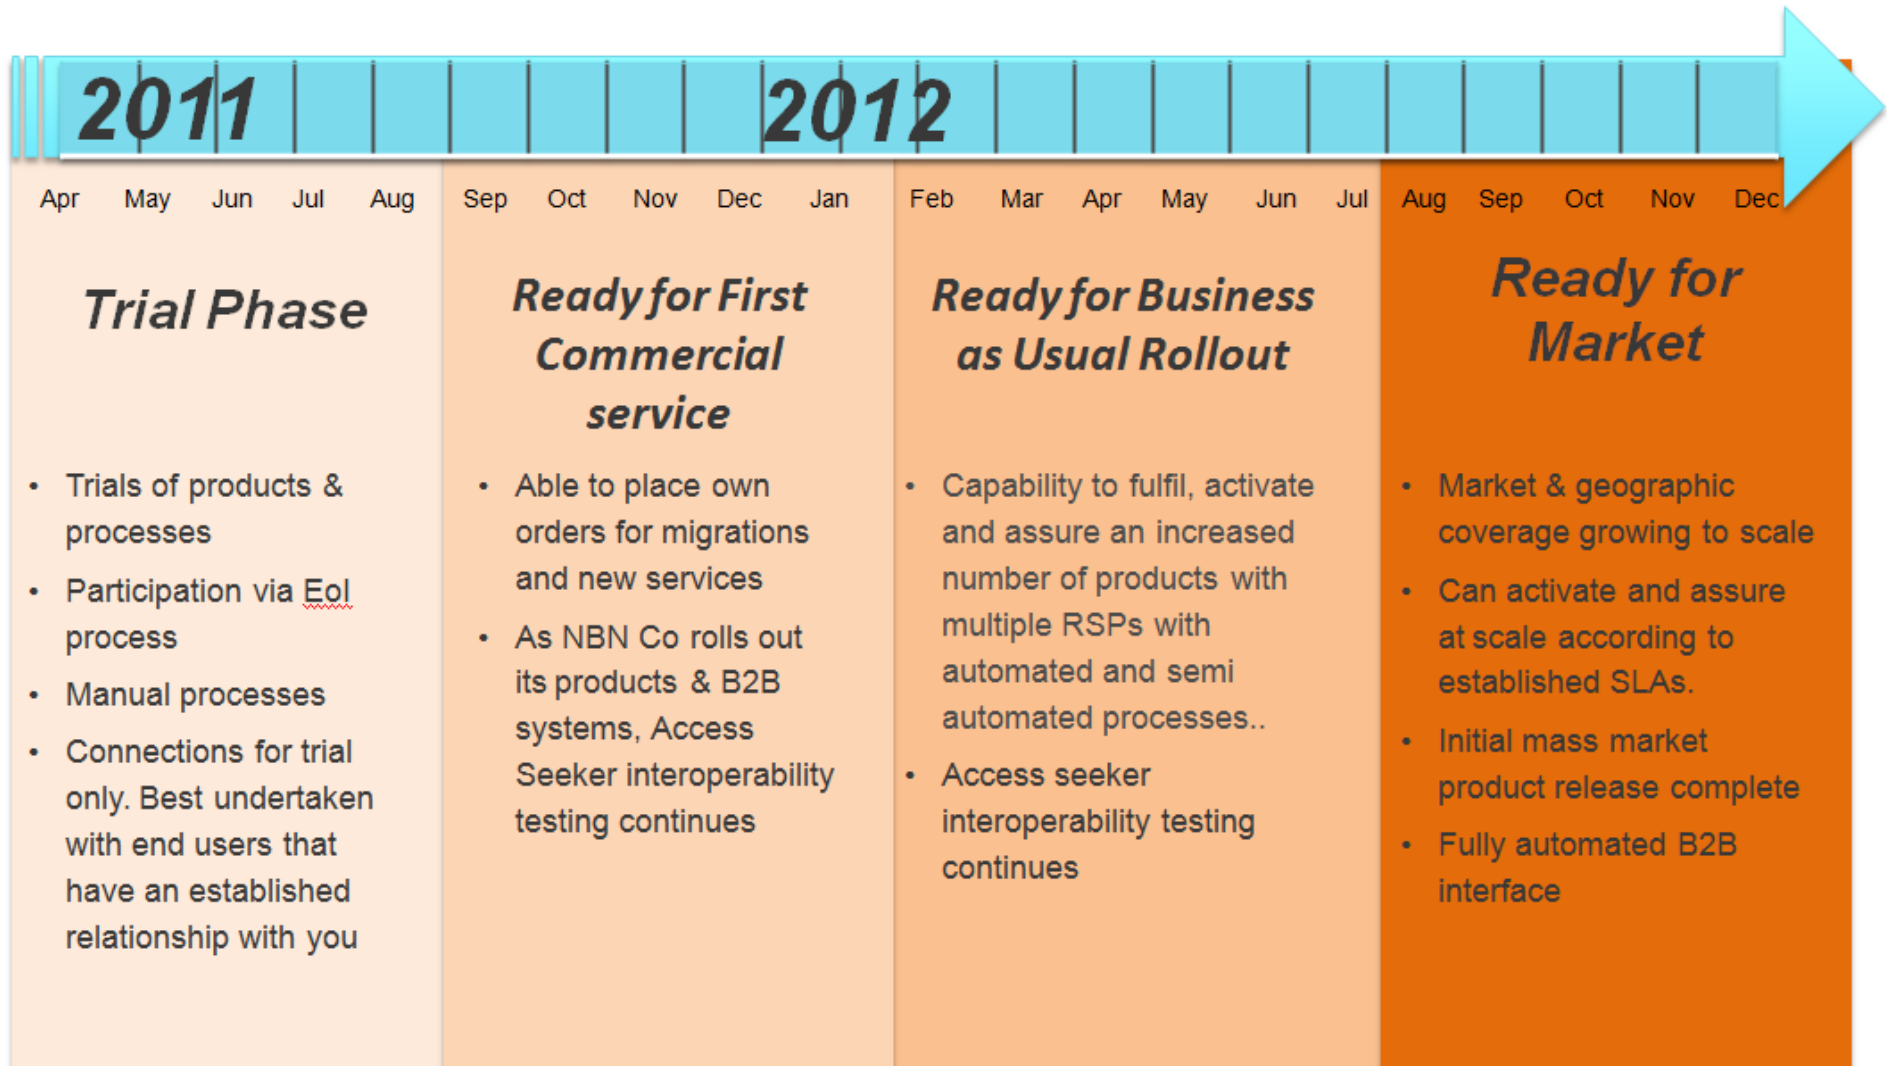 2011 2012
Apr May Jun Jul Aug Sep Oct Nov Dec Jan Feb Mar Apr May Jun Jul Aug Sep Oct Nov Dec
Trial Phase
• Trials of products &
processes
• Participation via EoI
process
• Manual processes
• Connections for trial
only. Best undertaken
with end users that
have an established
relationship with you
Ready for First
Commercial
service
• Able to place own
orders for migrations
and new services
• As NBN Co rolls out
its products & B2B
systems, Access
Seeker interoperability
testing continues
Ready for Business
as Usual Rollout
• Capability to fulfil, activate
and assure an increased
number of products with
multiple RSPs with
automated and semi
automated processes..
• Access seeker
interoperability testing
continues
Ready for
Market
• Market & geographic
coverage growing to scale
• Can activate and assure
at scale according to
established SLAs.
• Initial mass market
product release complete
• Fully automated B2B
interface